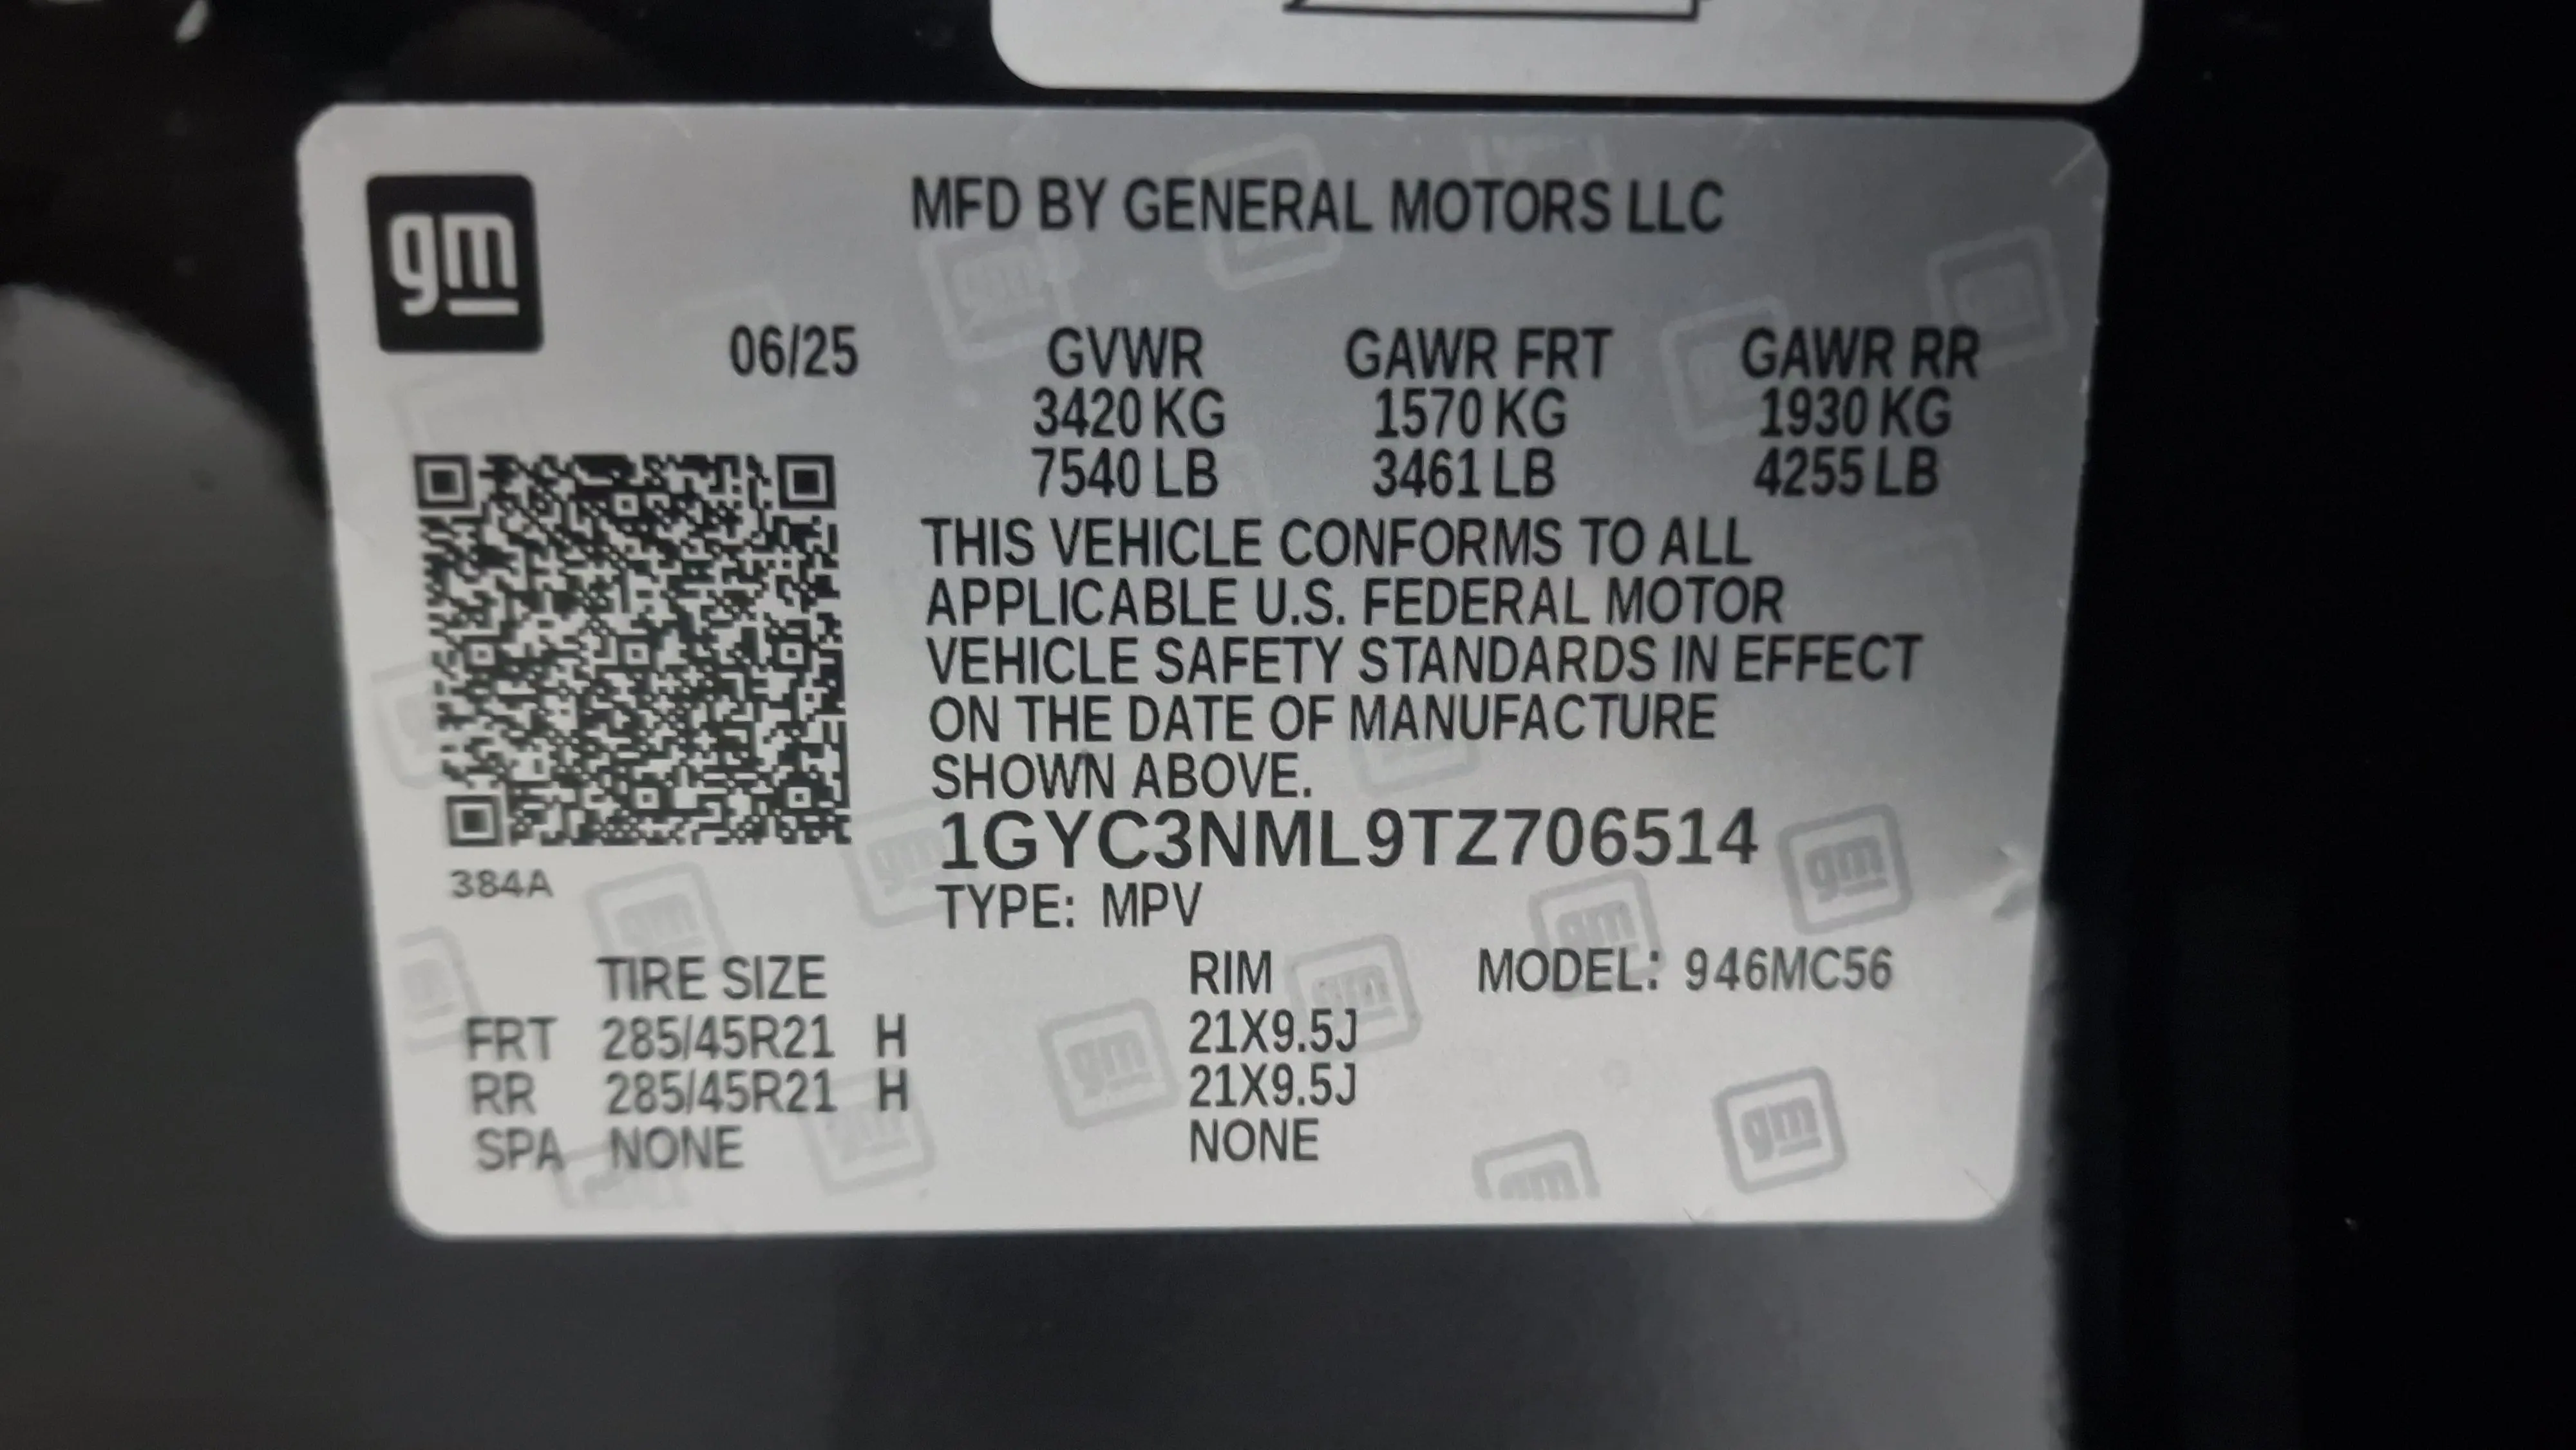 gm
MFD BY GENERAL MOTORS LLC
06/25 GVWR GAWR FRT GAWR RR
3420 KG 1570 KG 1930 KG
7540 LB 3461 LB 4255 LB
THIS VEHICLE CONFORMS TO ALL
APPLICABLE U.S. FEDERAL MOTOR
VEHICLE SAFETY STANDARDS IN EFFECT
ON THE DATE OF MANUFACTURE
SHOWN ABOVE.
1GYC3NML9TZ706514
384A
TYPE: MPV
TIRE SIZE RIM MODEL: 946MC56
FRT 285/45R21 H 21X9.5J
RR 285/45R21 H 21X9.5J
SPA NONE NONE